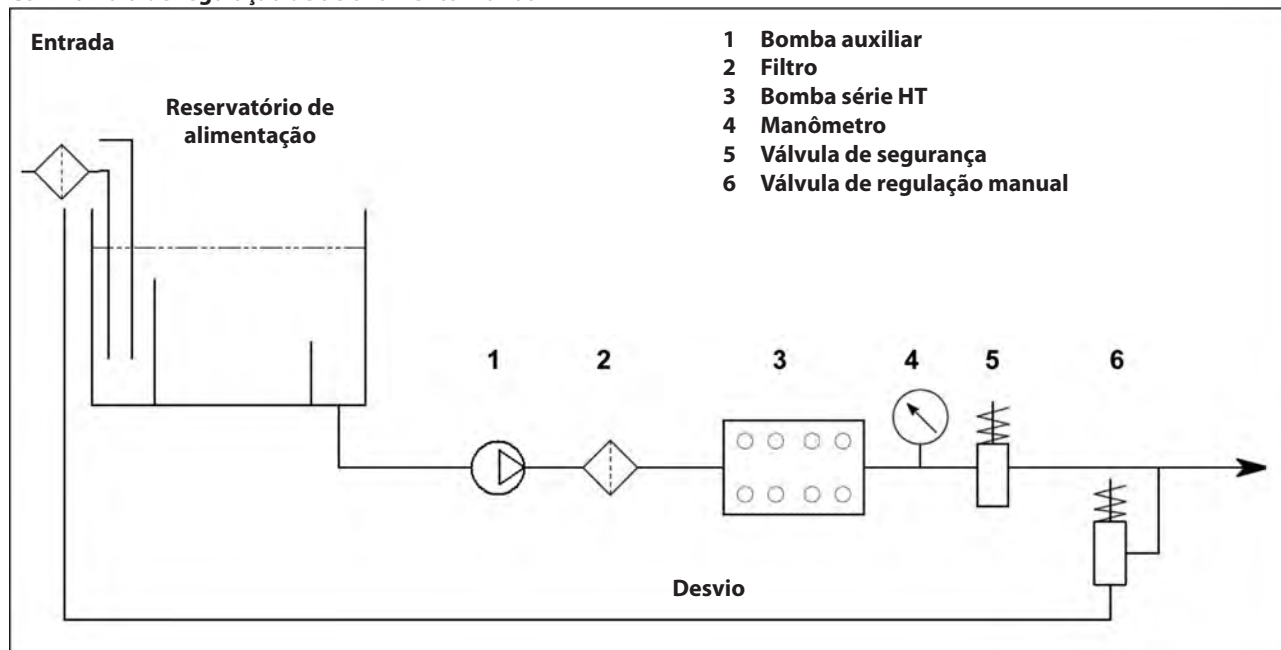 Entrada
Reservatório de
alimentação
1 Bomba auxiliar
2 Filtro
3 Bomba série HT
4 Manômetro
5 Válvula de segurança
6 Válvula de regulação manual
1 2 3 4 5 6
Desvio